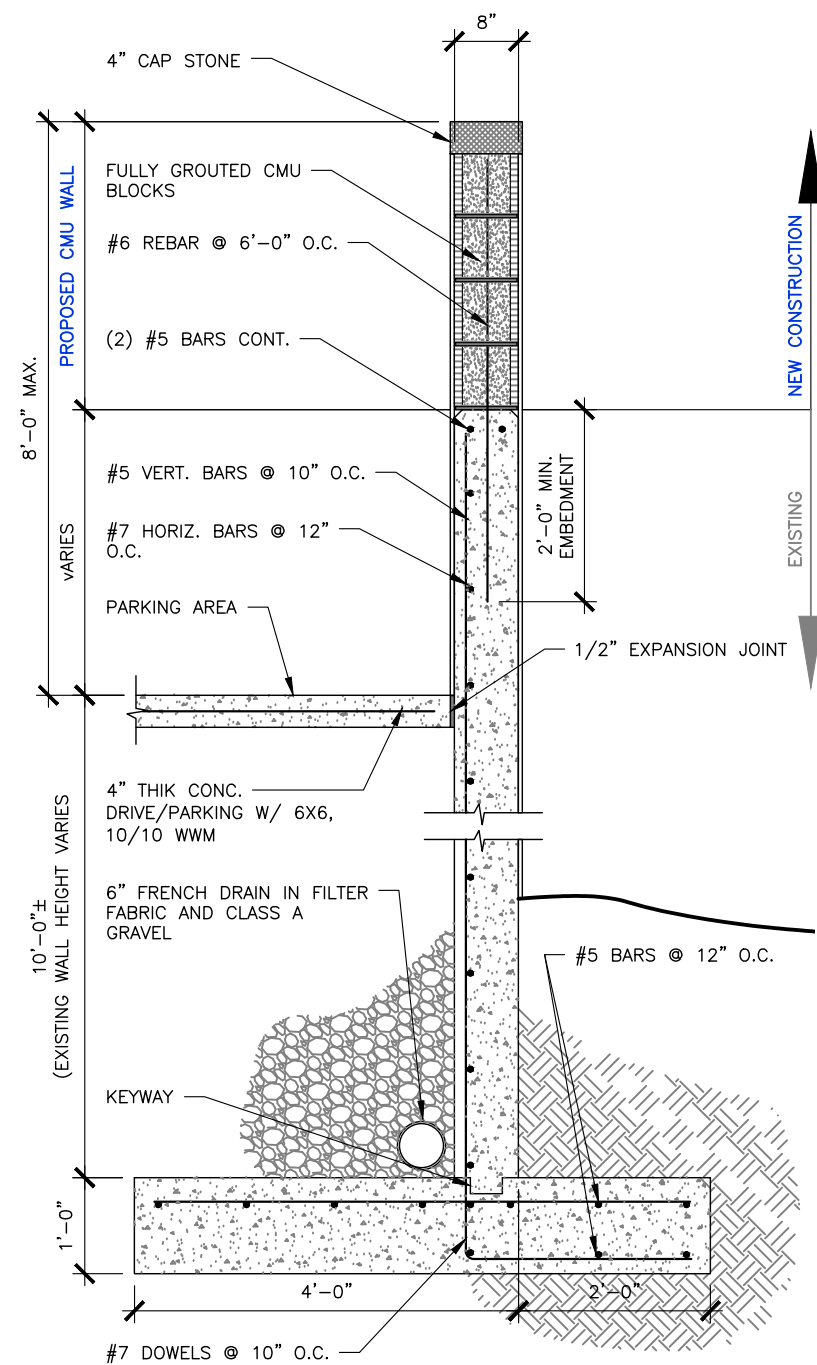 8"
4" CAP STONE
FULLY GROUTED CMU
BLOCKS
#6 REBAR @ 6'-0" O.C.
(2) #5 BARS CONT.
PROPOSED CMU WALL
8'-0" MAX.
NEW CONSTRUCTION
#5 VERT. BARS @ 10" O.C.
#7 HORIZ. BARS @ 12"
O.C.
2'-0" MIN.
EMBEDMENT
vARIES
EXISTING
PARKING AREA
1/2" EXPANSION JOINT
4" THIK CONC.
DRIVE/PARKING W/ 6X6,
10/10 WWM
10'-0"±
(EXISTING WALL HEIGHT VARIES
6" FRENCH DRAIN IN FILTER
FABRIC AND CLASS A
GRAVEL
#5 BARS @ 12" O.C.
KEYWAY
1'-0"
4'-0"
2'-0"
#7 DOWELS @ 10" O.C.